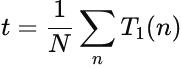 t = \frac{1}{N} \sum_{n} T_1(n)